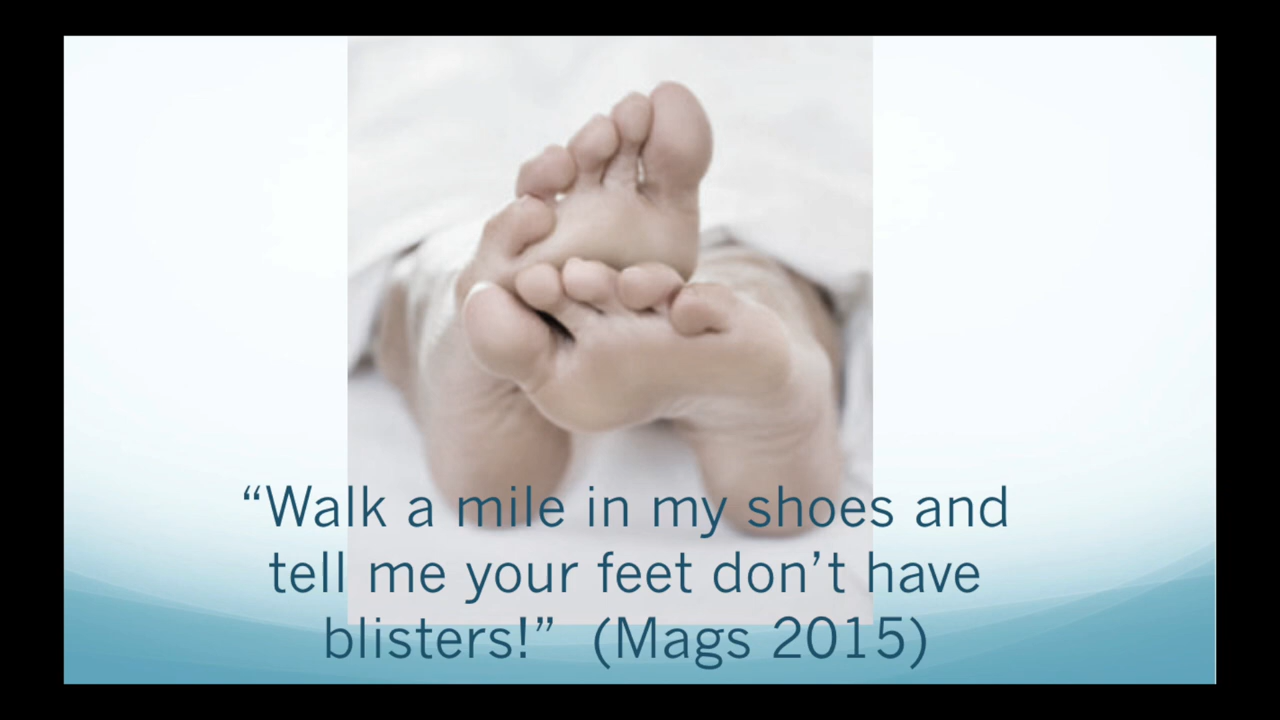 “Walk a mile in my shoes and
tell me your feet don’t have
blisters!”  (Mags 2015)